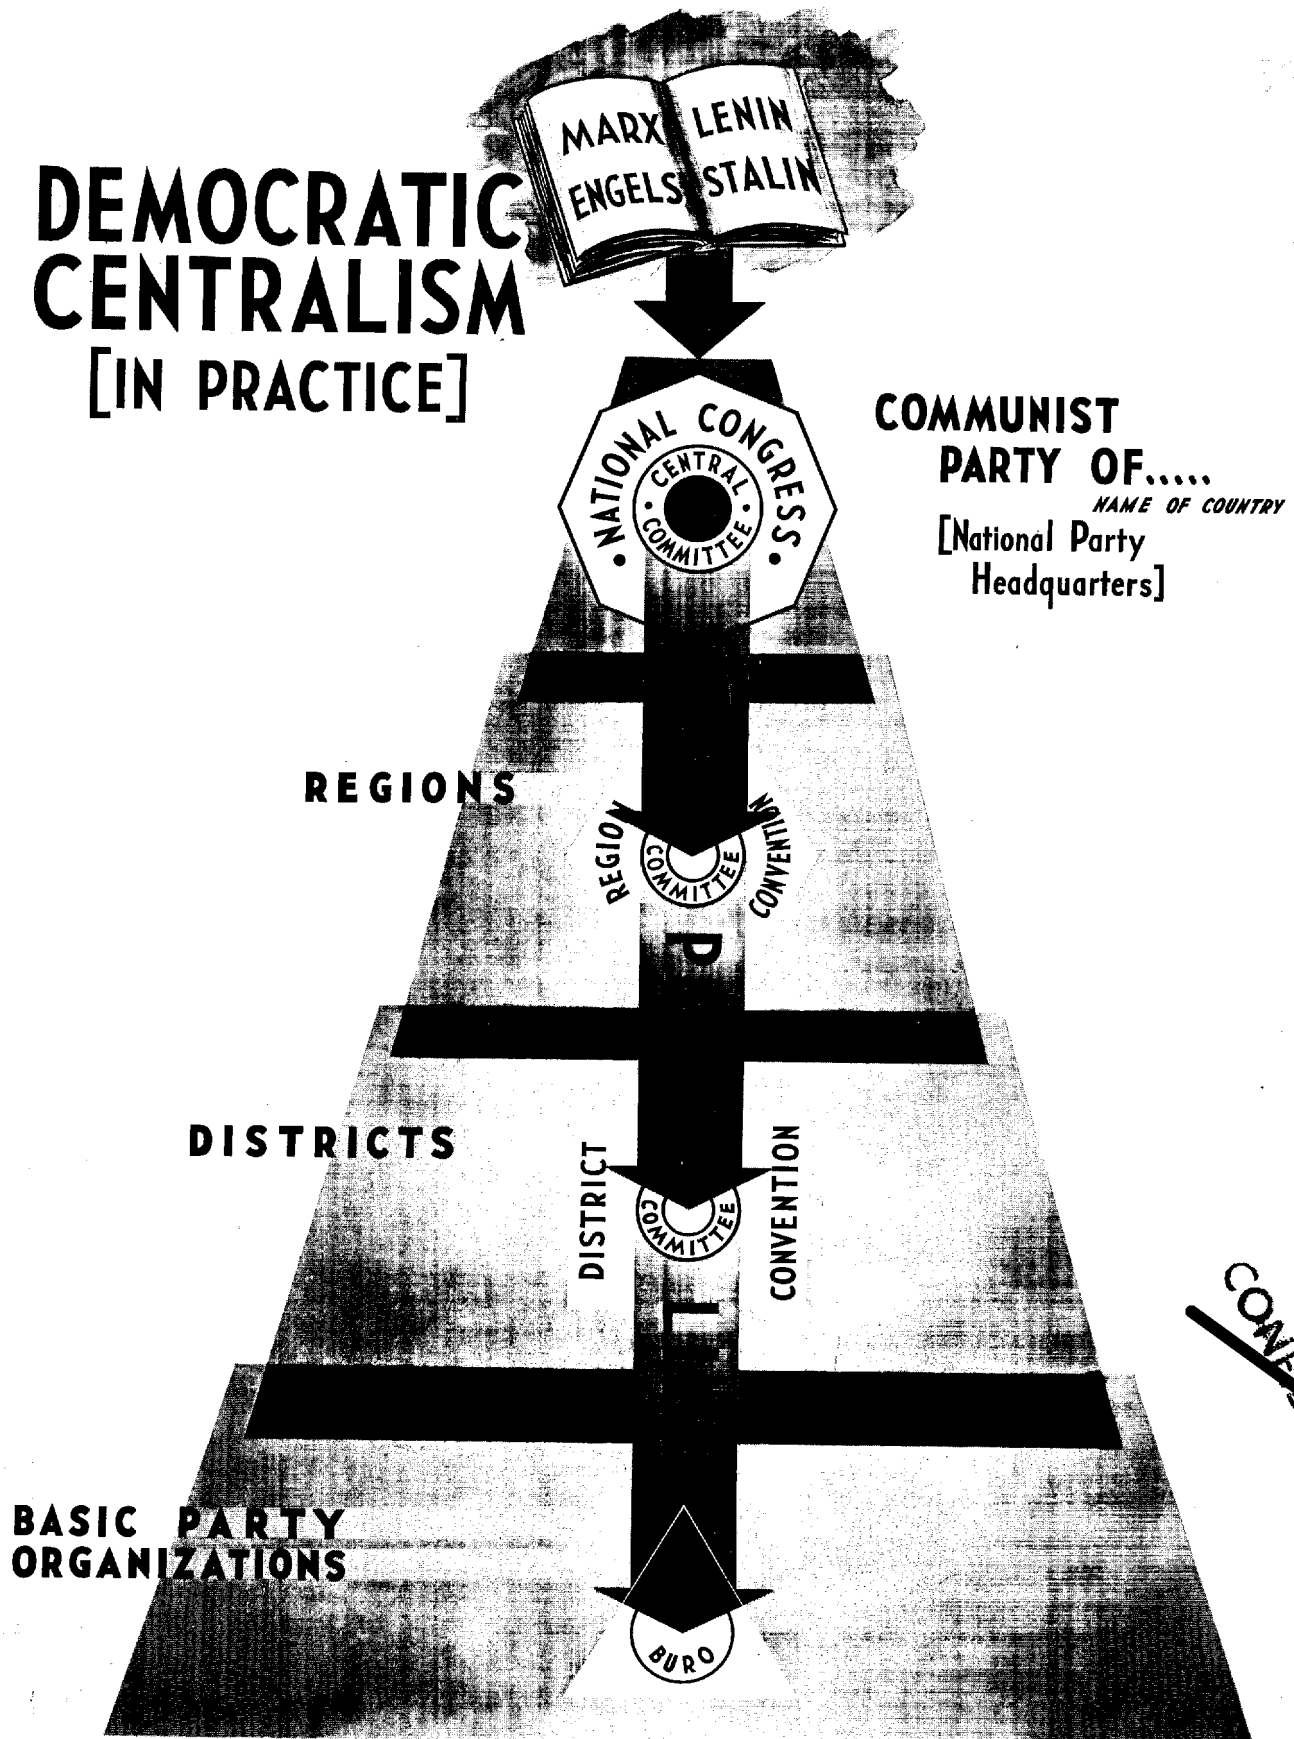 MARX LENIN
ENGELS STALIN
DEMOCRATIC
CENTRALISM
[IN PRACTICE]
COMMUNIST
PARTY OF.....
NAME OF COUNTRY
[National Party
Headquarters]
• NATIONAL CONGRESS •
• CENTRAL •
COMMITTEE
REGIONS
REGION
COMMITTEE
CONVENTION
P
DISTRICTS
DISTRICT
COMMITTEE
CONVENTION
L
BASIC PARTY
ORGANIZATIONS
BURO